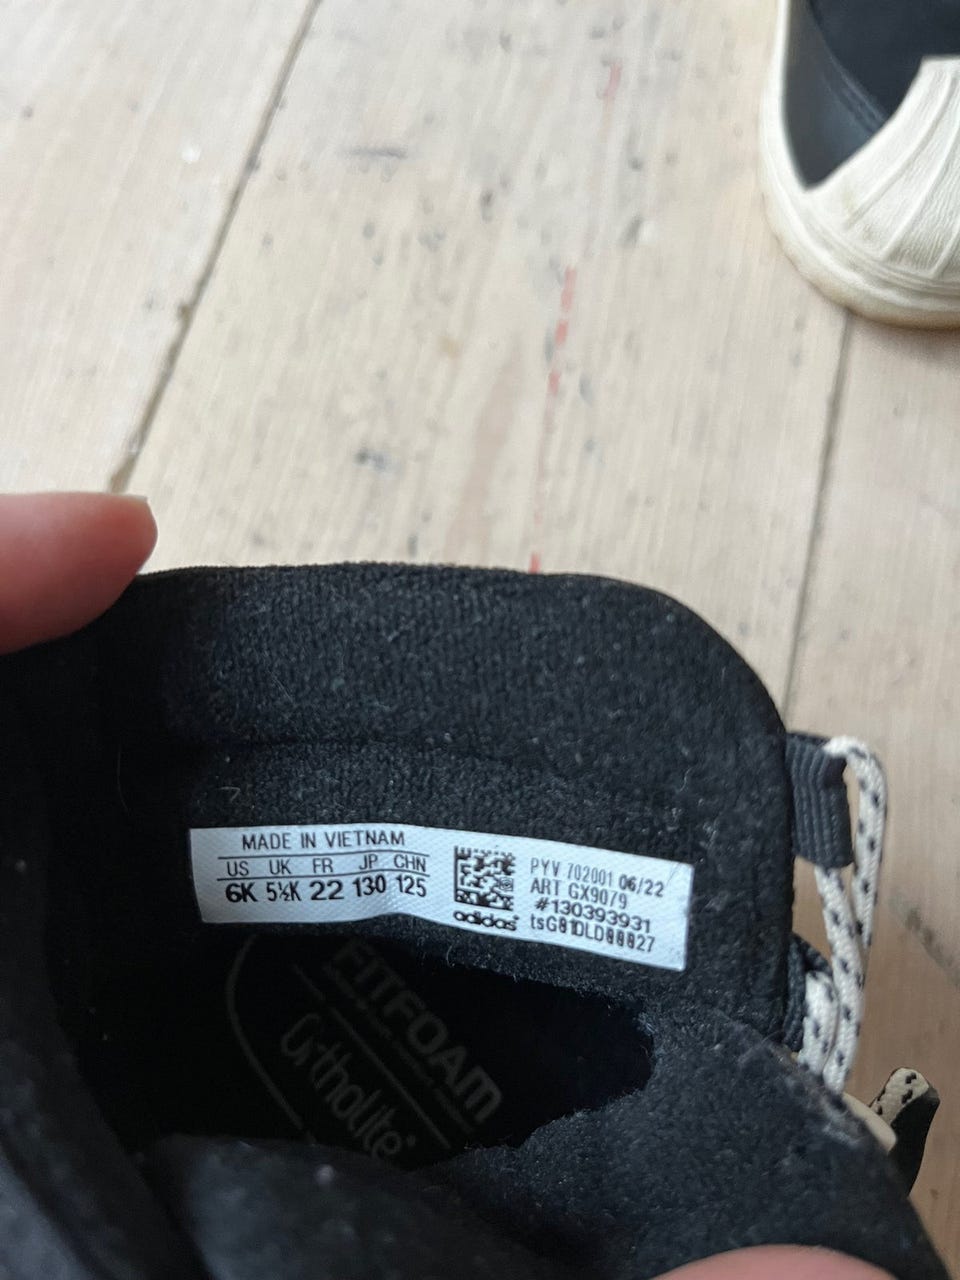 MADE IN VIETNAM
US UK FR JP CHN
6K 5½K 22 130 125
adidas
PYV 702001 06/22
ART GX9079
#130393931
FITFOAM
Ortholite®